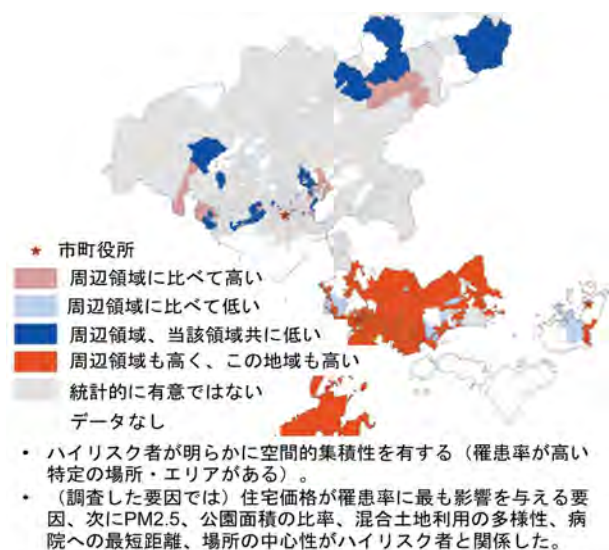 市町役所
周辺領域に比べて高い
周辺領域に比べて低い
周辺領域、当該領域共に低い
周辺領域も高く、この地域も高い
統計的に有意ではない
データなし
• ハイリスク者が明らかに空間的集積性を有する（罹患率が高い
特定の場所・エリアがある）。
• （調査した要因では）住宅価格が罹患率に最も影響を与える要
因、次にPM2.5、公園面積の比率、混合土地利用の多様性、病
院への最短距離、場所の中心性がハイリスク者と関係した。